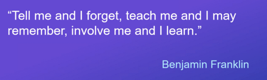 “Tell me and I forget, teach me and I may
remember, involve me and I learn.”
Benjamin Franklin